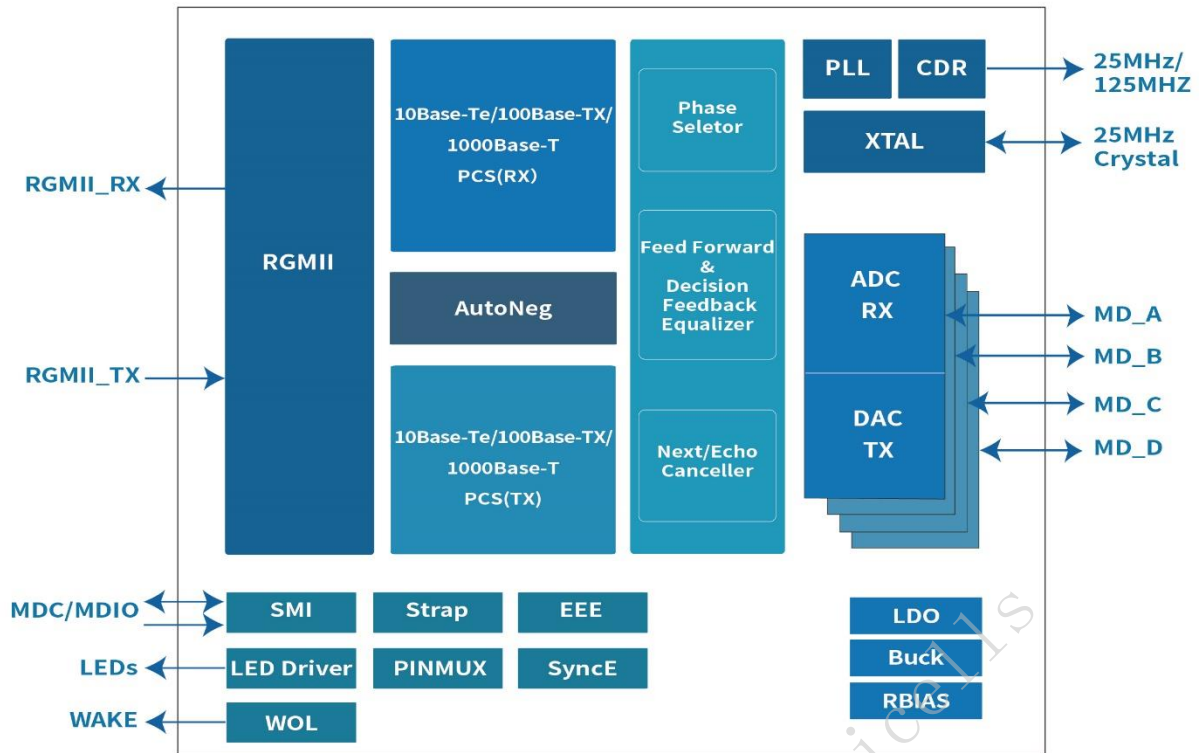 RGMII_RX
RGMII_TX
MDC/MDIO
LEDs
WAKE
RGMII
10Base-Te/100Base-TX/
1000Base-T
PCS(RX)
AutoNeg
10Base-Te/100Base-TX/
1000Base-T
PCS(TX)
Phase
Seletor
Feed Forward
&
Decision
Feedback
Equalizer
Next/Echo
Canceller
PLL
CDR
XTAL
25MHz/
125MHZ
25MHz
Crystal
ADC
RX
DAC
TX
MD_A
MD_B
MD_C
MD_D
SMI
Strap
EEE
LED Driver
PINMUX
SyncE
WOL
LDO
Buck
RBIAS
icells